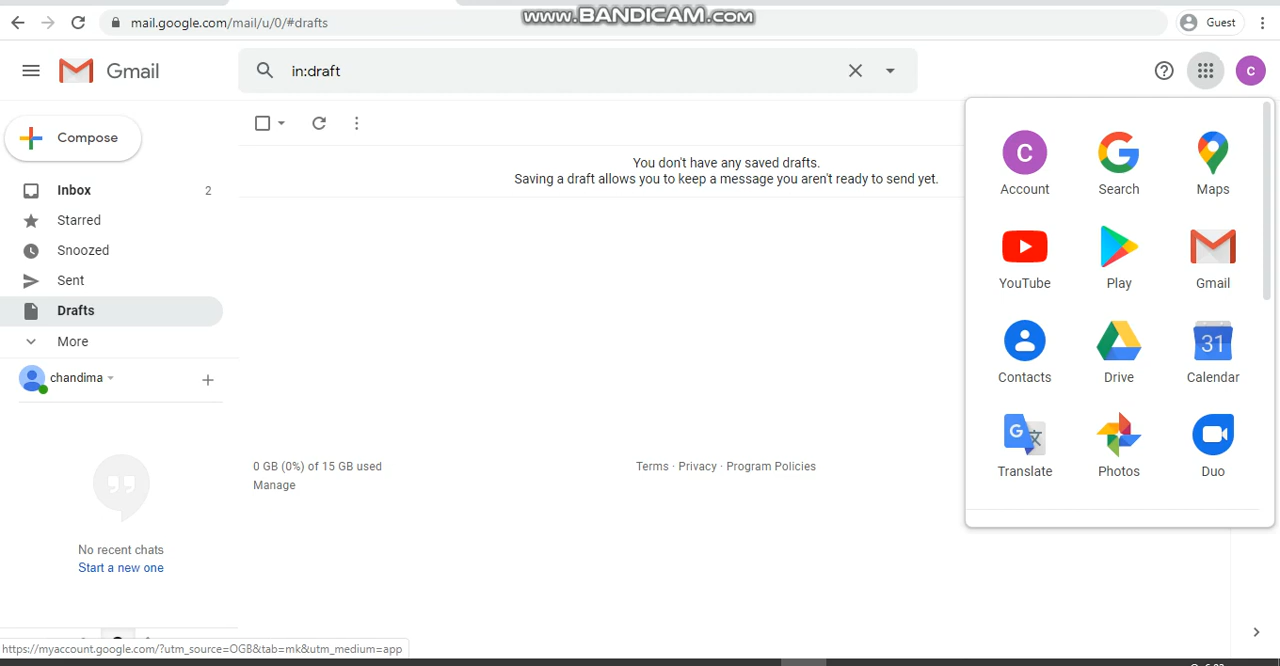 www.BANDICAM.com
mail.google.com/mail/u/0/#drafts
Guest
Gmail
in:draft
C
Compose
Inbox 2
Starred
Snoozed
Sent
Drafts
More
chandima
No recent chats
Start a new one
You don't have any saved drafts.
Saving a draft allows you to keep a message you aren't ready to send yet.
0 GB (0%) of 15 GB used
Manage
Terms · Privacy · Program Policies
C
Account
G
Search
Maps
YouTube
Play
Gmail
Contacts
Drive
31
Calendar
G
Translate
Photos
Duo
https://myaccount.google.com/?utm_source=OGB&tab=mk&utm_medium=app